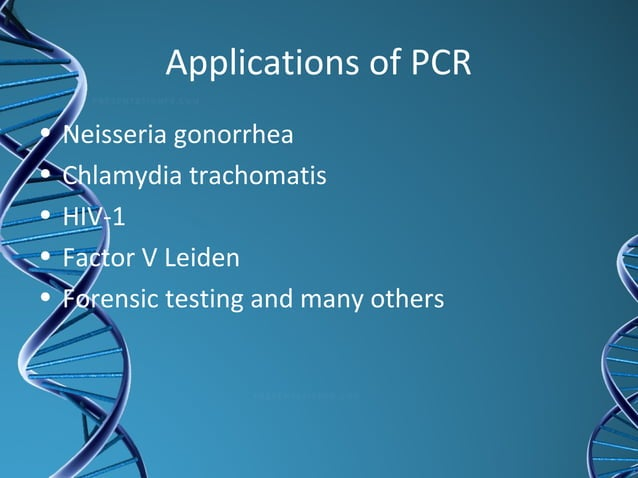 Applications of PCR
• Neisseria gonorrhea
• Chlamydia trachomatis
• HIV-1
• Factor V Leiden
• Forensic testing and many others